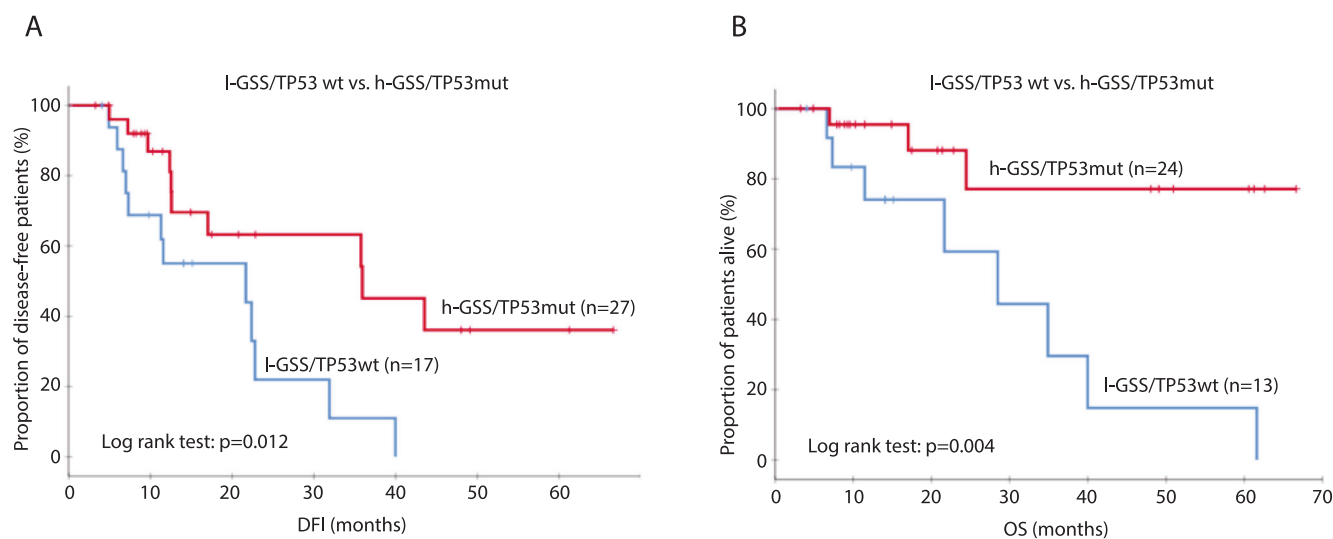 A
l-GSS/TP53 wt vs. h-GSS/TP53mut
Proportion of disease-free patients (%)
100
80
60
40
20
0
h-GSS/TP53mut (n=27)
l-GSS/TP53wt (n=17)
Log rank test: p=0.012
0 10 20 30 40 50 60
DFI (months)
B
l-GSS/TP53 wt vs. h-GSS/TP53mut
Proportion of patients alive (%)
100
80
60
40
20
0
h-GSS/TP53mut (n=24)
l-GSS/TP53wt (n=13)
Log rank test: p=0.004
0 10 20 30 40 50 60 70
OS (months)